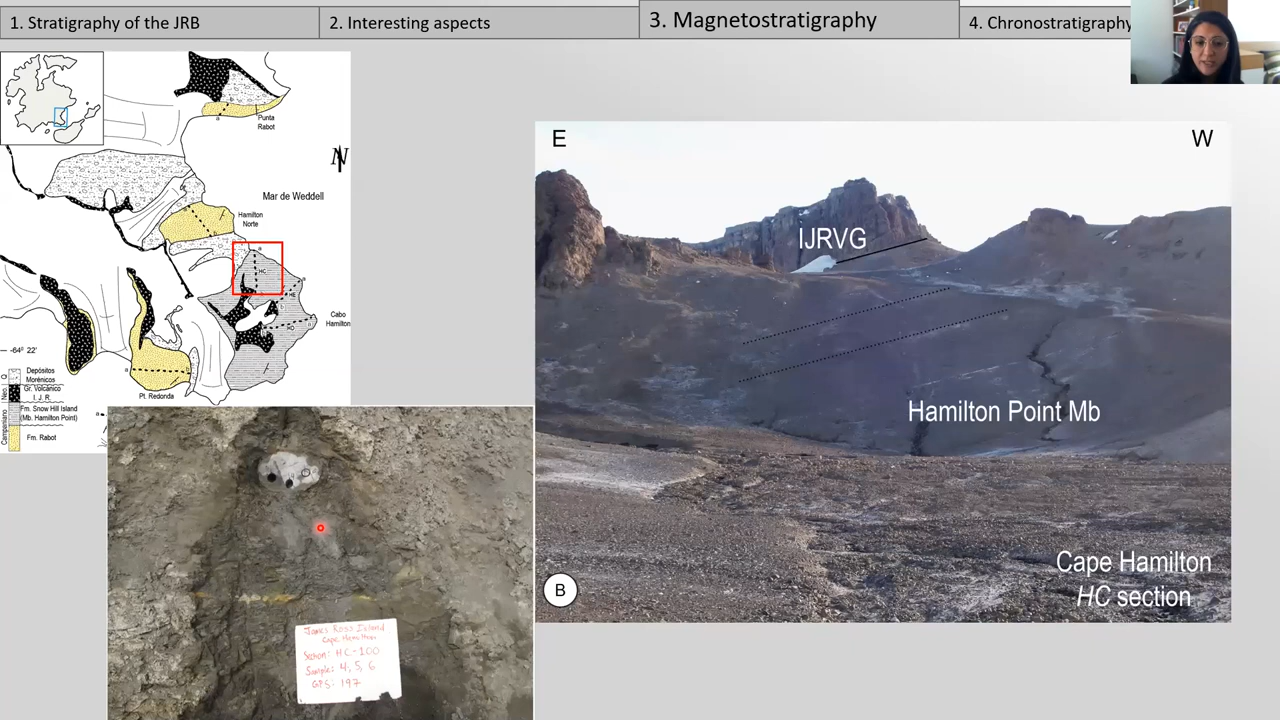 1. Stratigraphy of the JRB
2. Interesting aspects
3. Magnetostratigraphy
4. Chronostratigraphy
Punta
Rabot
N
Mar de Weddell
Hamilton
Norte
HC
Cabo
Hamilton
-64° 22'
Pt. Redonda
Depósitos
Morénicos
Gr. Volcánico
I. J. R.
Fm. Snow Hill Island
(Mb. Hamilton Point)
Fm. Rabot
Campaniano
Neo.
Q
E
W
IJRVG
Hamilton Point Mb
Cape Hamilton
HC section
B
James Ross Island
Cape Hamilton
Section: HC-100
Sample: 4, 5, 6
GPS: 197